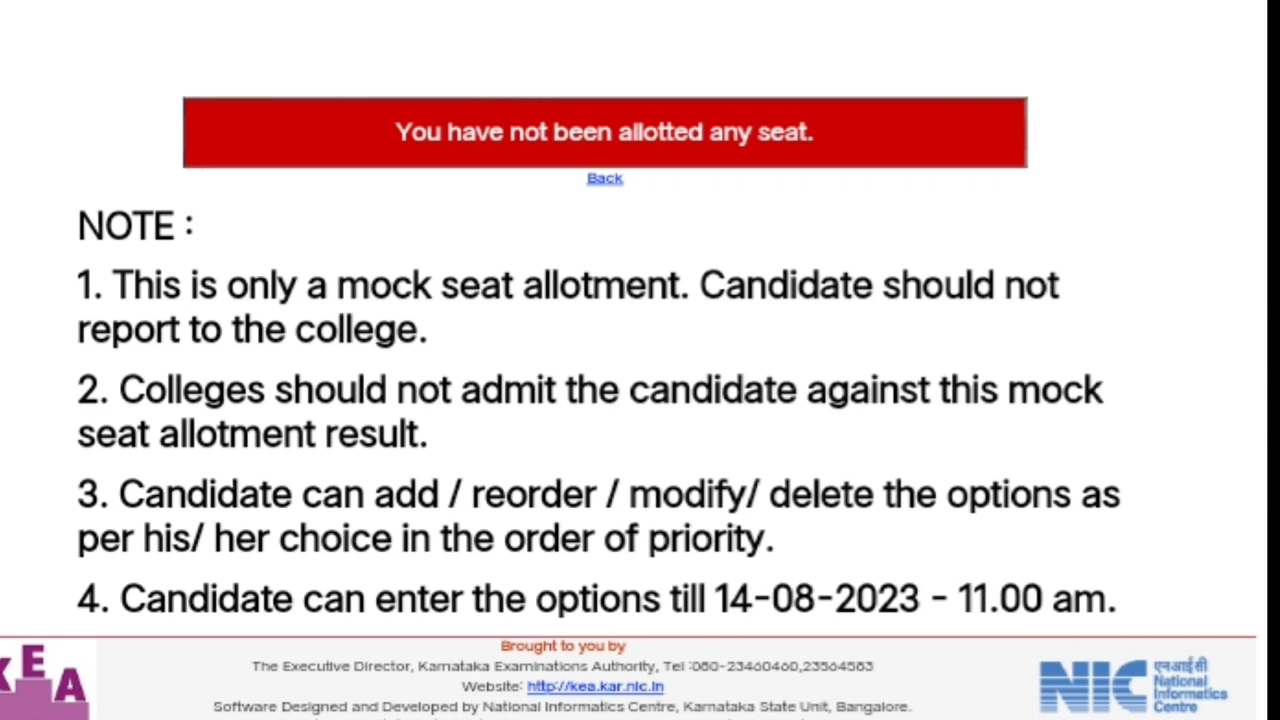 You have not been allotted any seat.
Back
NOTE :
1. This is only a mock seat allotment. Candidate should not
report to the college.
2. Colleges should not admit the candidate against this mock
seat allotment result.
3. Candidate can add / reorder / modify/ delete the options as
per his/ her choice in the order of priority.
4. Candidate can enter the options till 14-08-2023 - 11.00 am.
KEA
Brought to you by
The Executive Director, Karnataka Examinations Authority, Tel :080-23460460,23564583
Website: http://kea.kar.nic.in
Software Designed and Developed by National Informatics Centre, Karnataka State Unit, Bangalore.
NIC
एनआईसी
National
Informatics
Centre